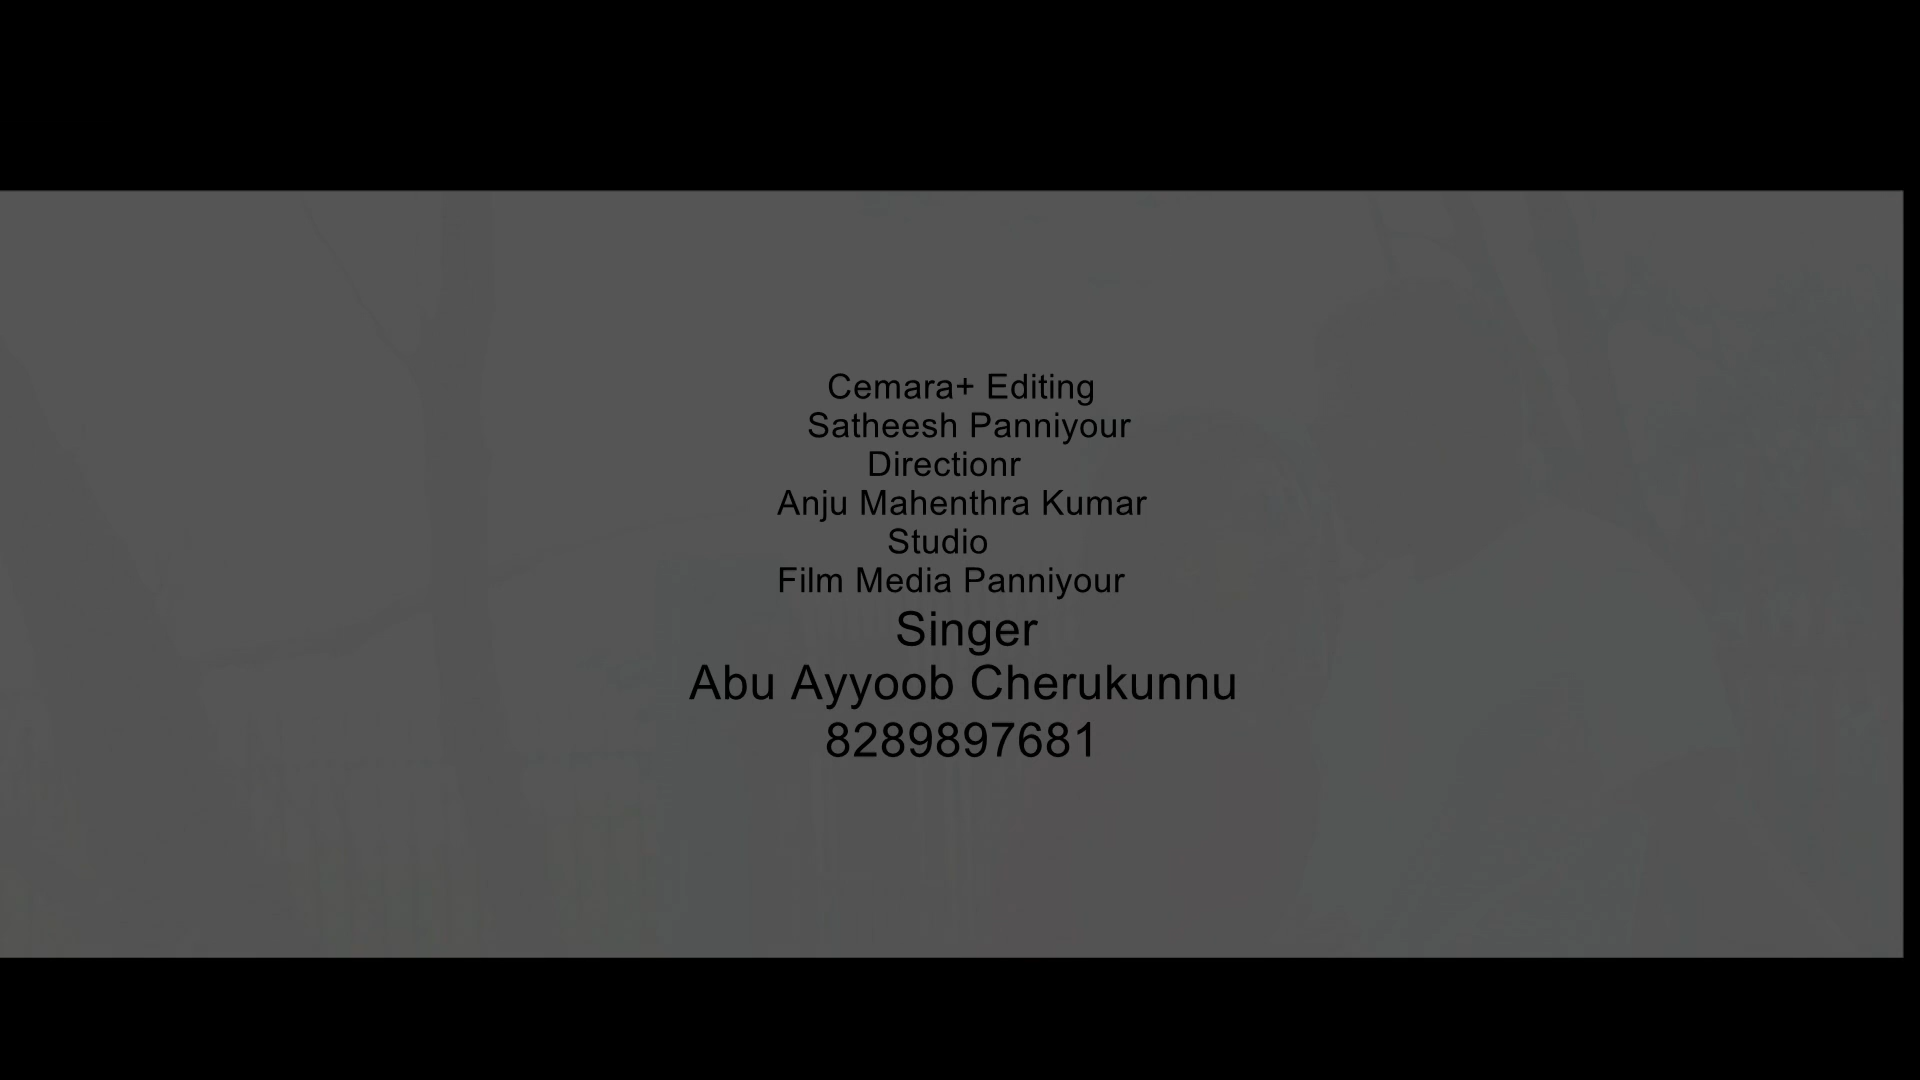 Cemara+ Editing
Satheesh Panniyour
Directionr
Anju Mahenthra Kumar
Studio
Film Media Panniyour
Singer
Abu Ayyoob Cherukunnu
8289897681